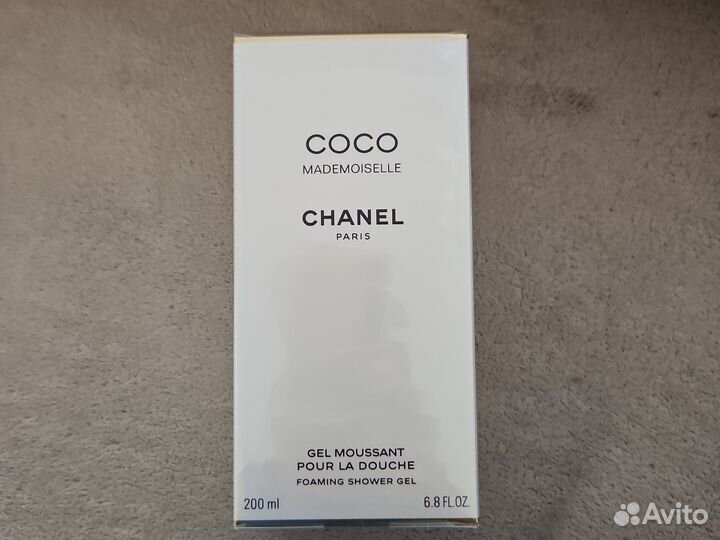 COCO
MADEMOISELLE
CHANEL
PARIS
GEL MOUSSANT
POUR LA DOUCHE
FOAMING SHOWER GEL
200 ml 6.8 FL.OZ.
Avito